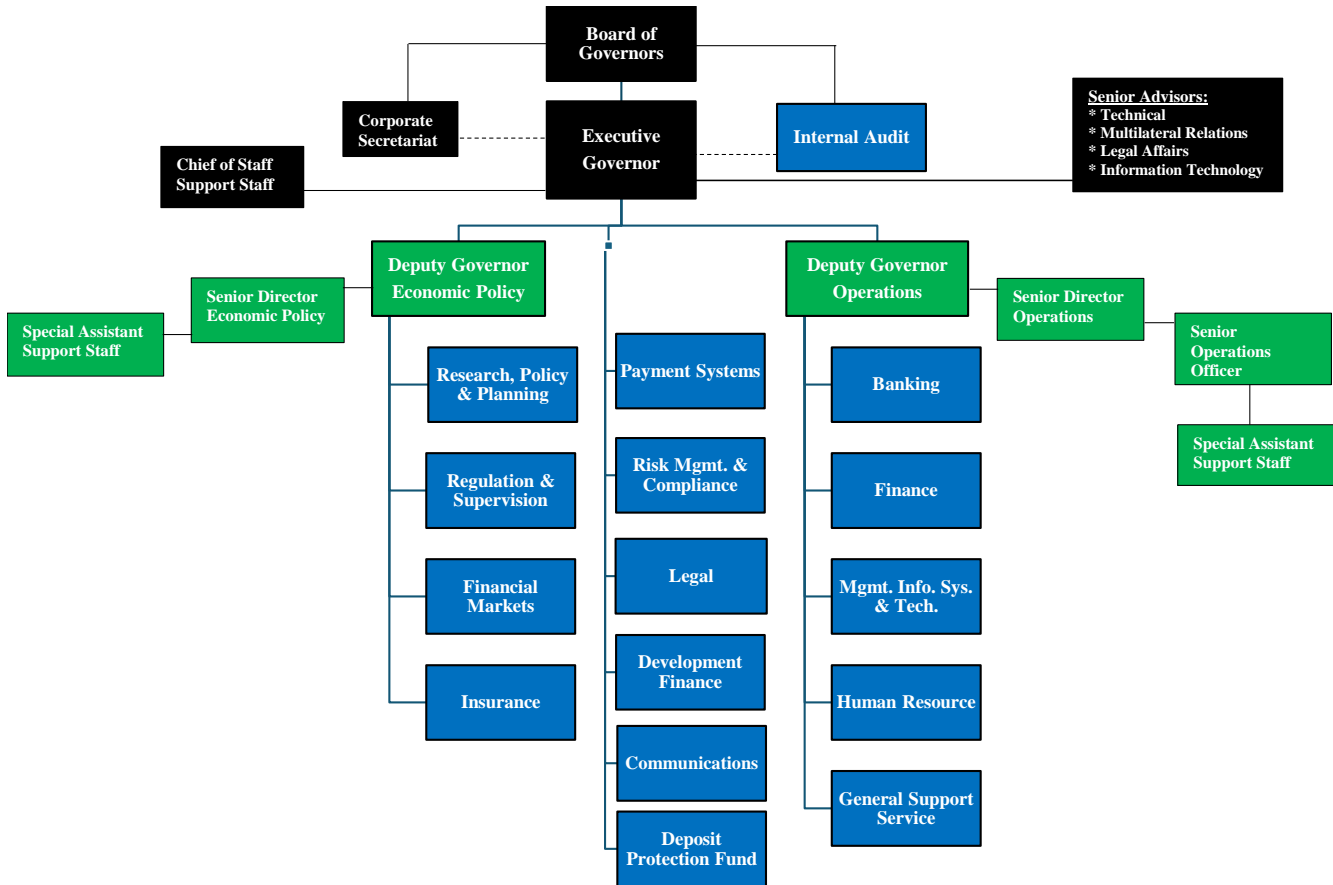 Board of
Governors
Corporate
Secretariat
Executive
Governor
Internal Audit
Senior Advisors:
* Technical
* Multilateral Relations
* Legal Affairs
* Information Technology
Chief of Staff
Support Staff
Deputy Governor
Economic Policy
Deputy Governor
Operations
Senior Director
Economic Policy
Special Assistant
Support Staff
Senior Director
Operations
Senior
Operations
Officer
Special Assistant
Support Staff
Research, Policy
& Planning
Regulation &
Supervision
Financial
Markets
Insurance
Payment Systems
Risk Mgmt. &
Compliance
Legal
Development
Finance
Communications
Deposit
Protection Fund
Banking
Finance
Mgmt. Info. Sys.
& Tech.
Human Resource
General Support
Service